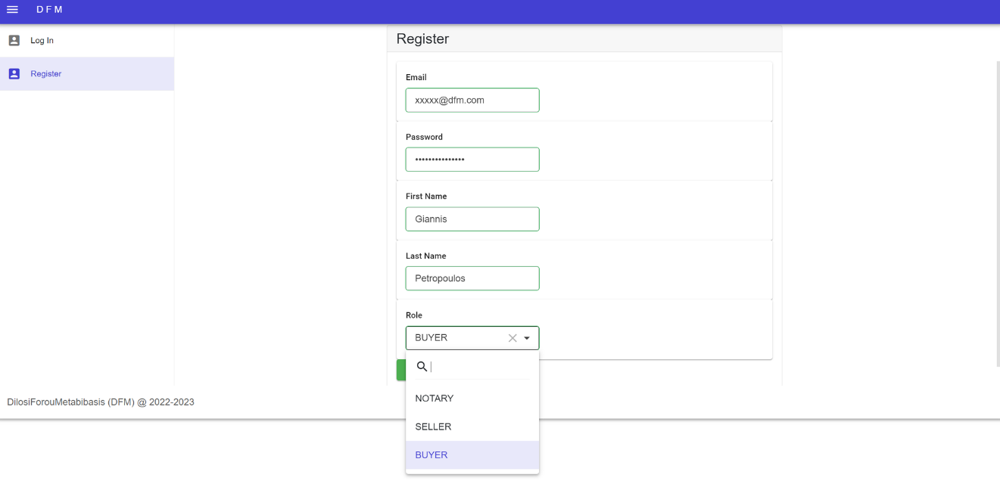 DFM
Log In
Register
Register
Email
xxxxx@dfm.com
Password
•••••••••••••••
First Name
Giannis
Last Name
Petropoulos
Role
BUYER
NOTARY
SELLER
BUYER
DilosiForouMetabibasis (DFM) @ 2022-2023